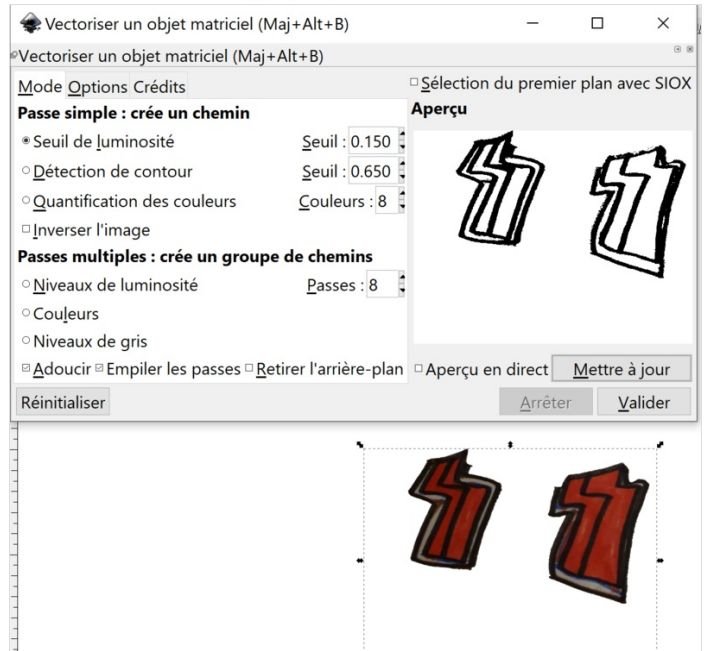 Vectoriser un objet matriciel (Maj+Alt+B)
Vectoriser un objet matriciel (Maj+Alt+B)
Mode Options Crédits
Sélection du premier plan avec SIOX
Passe simple : crée un chemin
Aperçu
Seuil de luminosité Seuil : 0.150
Détection de contour Seuil : 0.650
Quantification des couleurs Couleurs : 8
Inverser l'image
Passes multiples : crée un groupe de chemins
Niveaux de luminosité Passes : 8
Couleurs
Niveaux de gris
Adoucir Empiler les passes Retirer l'arrière-plan
Aperçu en direct Mettre à jour
Réinitialiser Arrêter Valider